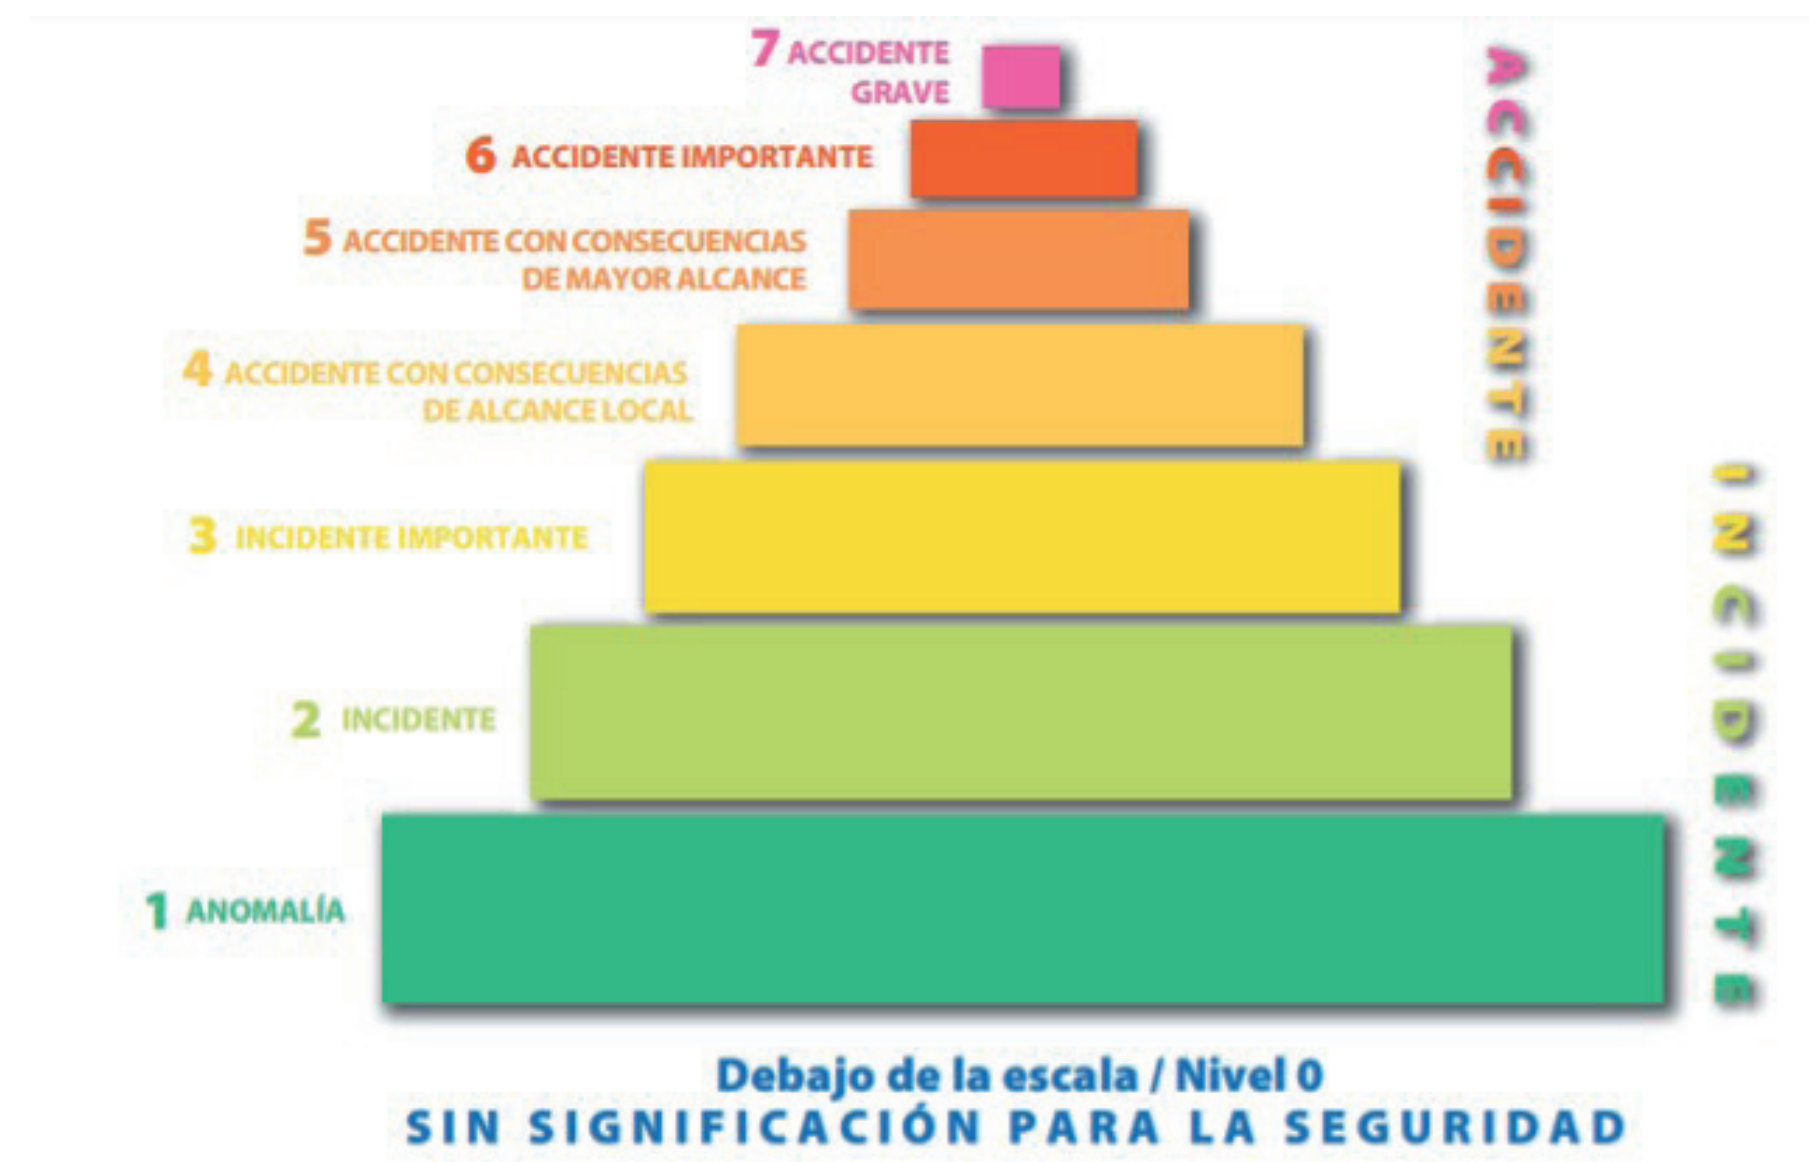 7 ACCIDENTE
GRAVE
6 ACCIDENTE IMPORTANTE
5 ACCIDENTE CON CONSECUENCIAS
DE MAYOR ALCANCE
4 ACCIDENTE CON CONSECUENCIAS
DE ALCANCE LOCAL
3 INCIDENTE IMPORTANTE
2 INCIDENTE
1 ANOMALÍA
ACCIDENTE
INCIDENTE
Debajo de la escala / Nivel 0
SIN SIGNIFICACIÓN PARA LA SEGURIDAD